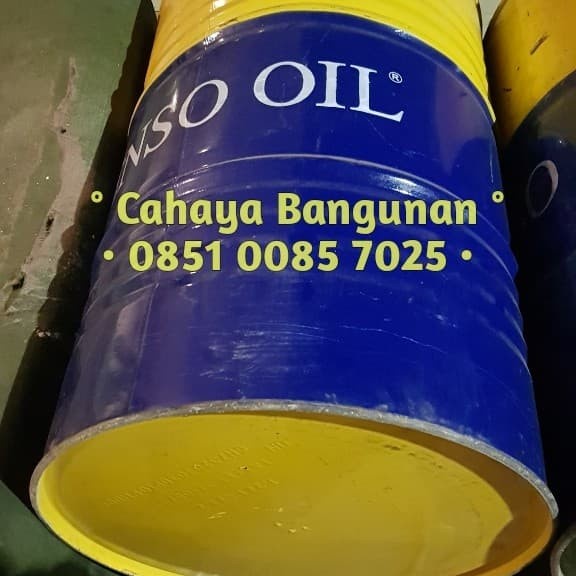 NSO OIL®
° Cahaya Bangunan °
• 0851 0085 7025 •